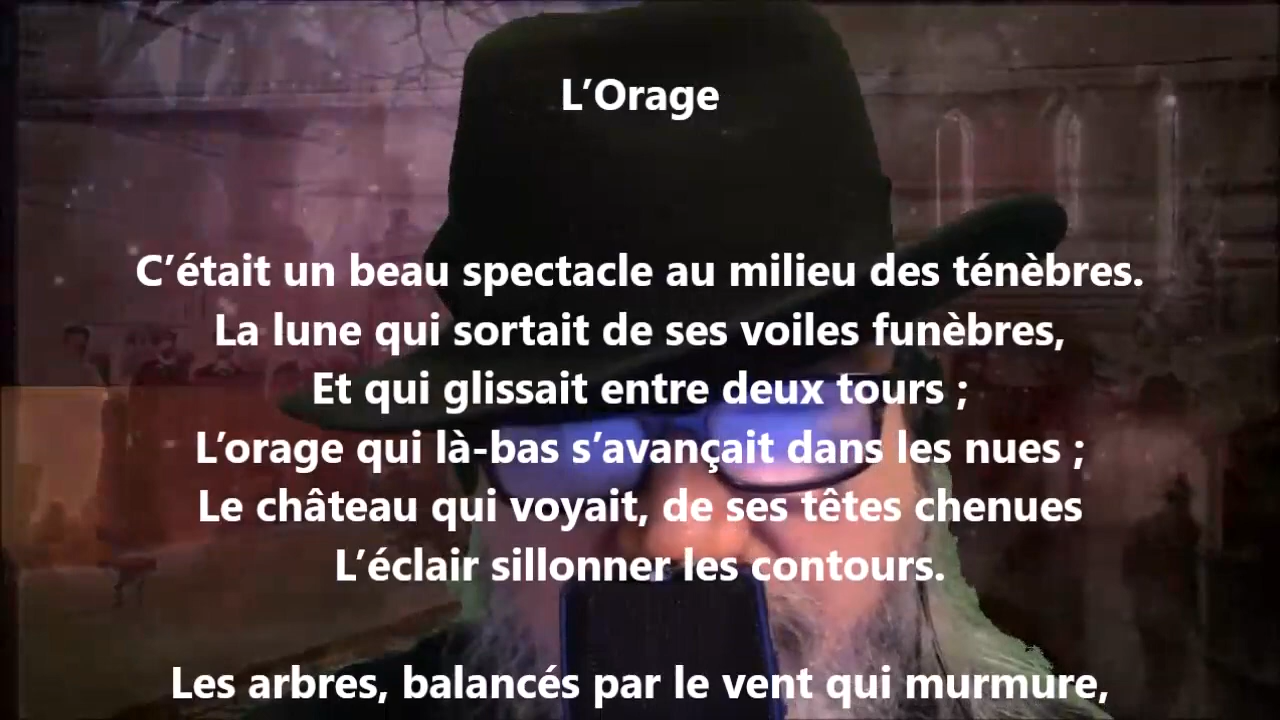 L’Orage
C’était un beau spectacle au milieu des ténèbres.
La lune qui sortait de ses voiles funèbres,
Et qui glissait entre deux tours ;
L’orage qui là-bas s’avançait dans les nues ;
Le château qui voyait, de ses têtes chenues
L’éclair sillonner les contours.
Les arbres, balancés par le vent qui murmure,